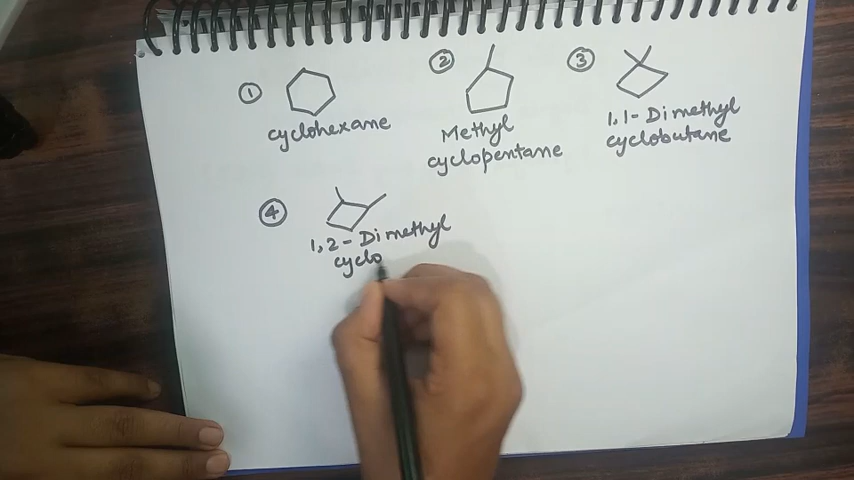 ①
cyclohexane
②
Methyl
cyclopentane
③
1,1-Dimethyl
cyclobutane
④
1,2-Dimethyl
cyclo